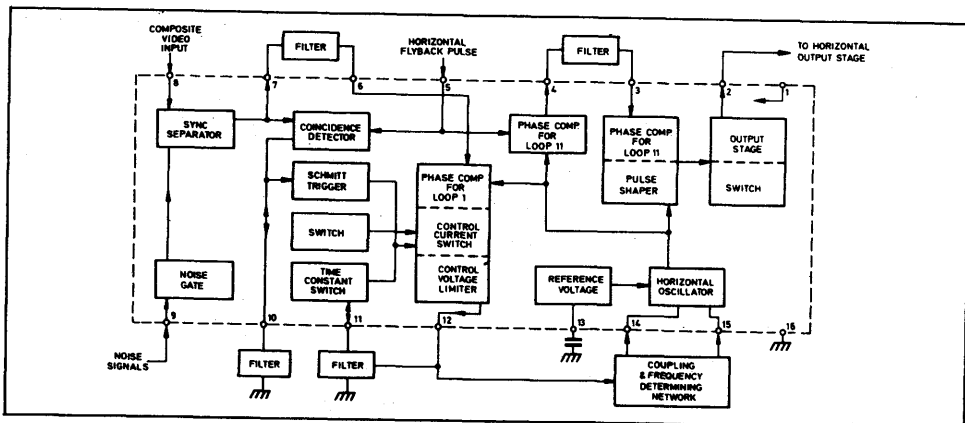 COMPOSITE
VIDEO
INPUT
FILTER
HORIZONTAL
FLYBACK PULSE
FILTER
TO HORIZONTAL
OUTPUT STAGE
8
7
6
5
4
3
2
1
SYNC
SEPARATOR
COINCIDENCE
DETECTOR
PHASE COMP.
FOR
LOOP 11
PHASE COMP
FOR
LOOP 11
PULSE
SHAPER
OUTPUT
STAGE
SWITCH
SCHMITT
TRIGGER
PHASE COMP
FOR
LOOP 1
CONTROL
CURRENT
SWITCH
CONTROL
VOLTAGE
LIMITER
SWITCH
TIME
CONSTANT
SWITCH
NOISE
GATE
REFERENCE
VOLTAGE
HORIZONTAL
OSCILLATOR
9
10
11
12
13
14
15
16
NOISE
SIGNALS
FILTER
FILTER
COUPLING
& FREQUENCY
DETERMINING
NETWORK